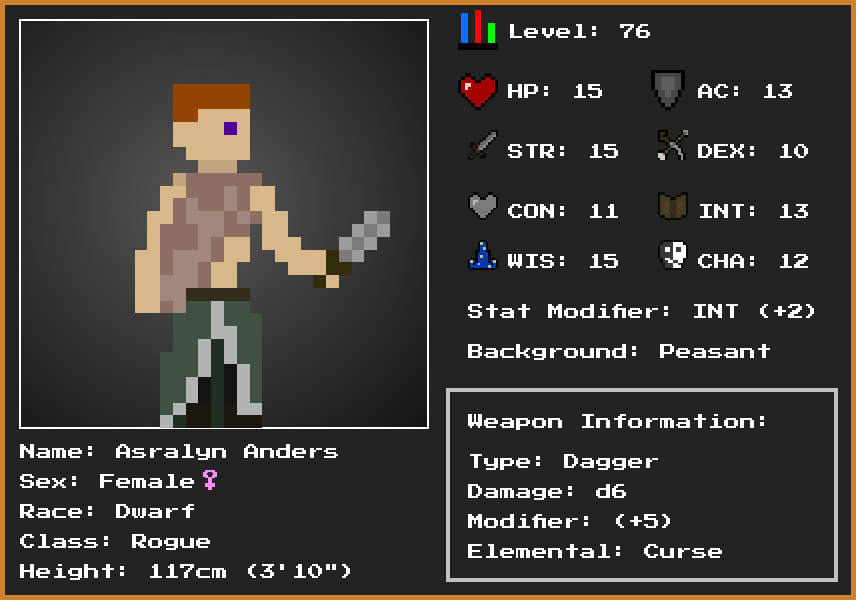 Level: 76
HP: 15
AC: 13
STR: 15
DEX: 10
CON: 11
INT: 13
WIS: 15
CHA: 12
Stat Modifier: INT (+2)
Background: Peasant
Weapon Information:
Type: Dagger
Damage: d6
Modifier: (+5)
Elemental: Curse
Name: Asralyn Anders
Sex: Female♀
Race: Dwarf
Class: Rogue
Height: 117cm (3'10")